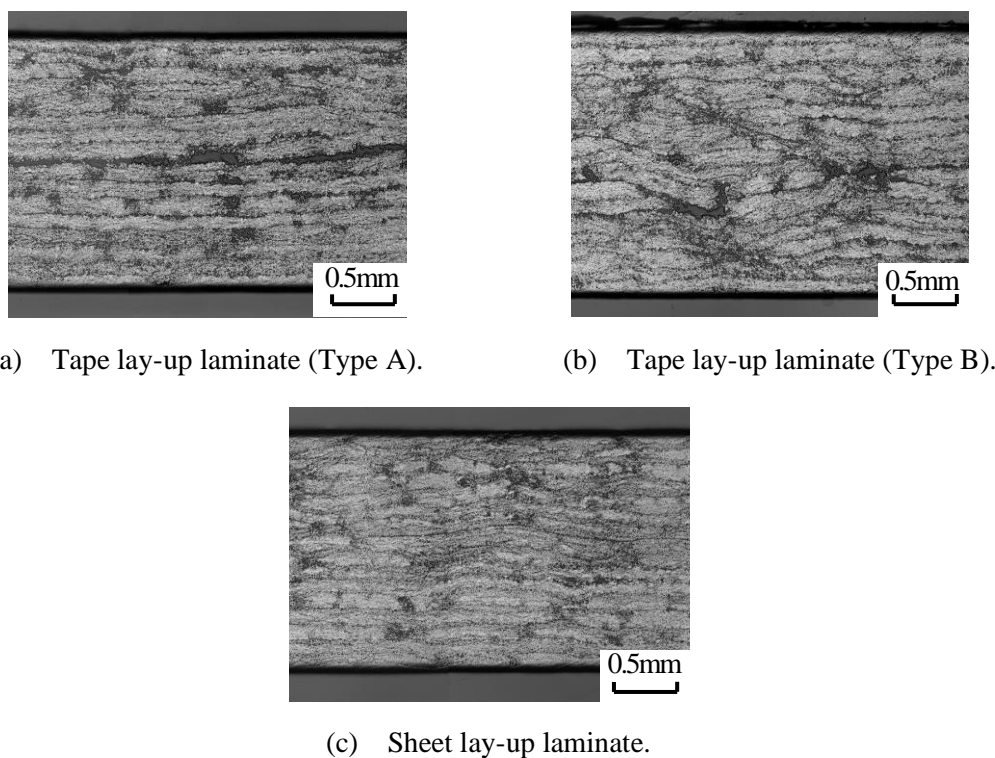 0.5mm
0.5mm
a) Tape lay-up laminate (Type A).
(b) Tape lay-up laminate (Type B).
0.5mm
(c) Sheet lay-up laminate.